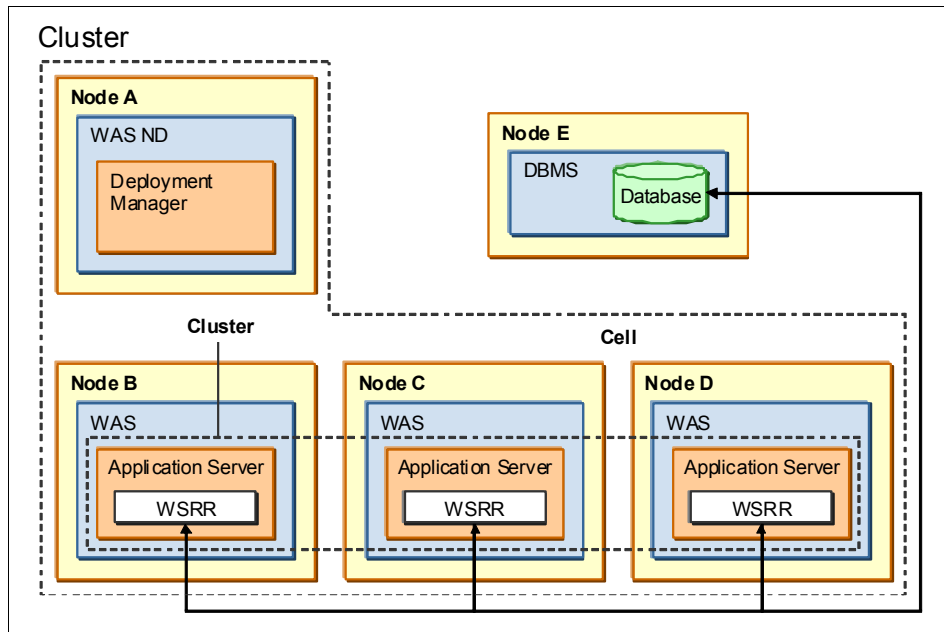 Cluster
Node A
WAS ND
Deployment
Manager
Node E
DBMS
Database
Cluster
Cell
Node B
WAS
Application Server
WSRR
Node C
WAS
Application Server
WSRR
Node D
WAS
Application Server
WSRR